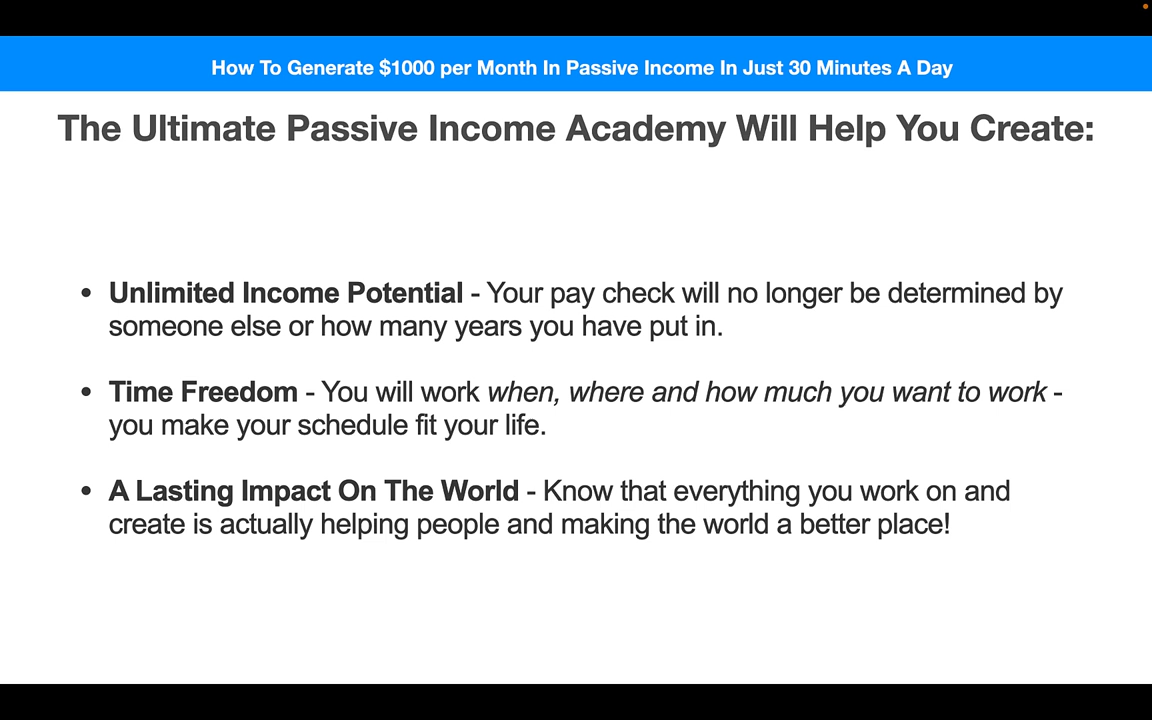 How To Generate $1000 per Month In Passive Income In Just 30 Minutes A Day
The Ultimate Passive Income Academy Will Help You Create:
• Unlimited Income Potential - Your pay check will no longer be determined by
someone else or how many years you have put in.
• Time Freedom - You will work when, where and how much you want to work -
you make your schedule fit your life.
• A Lasting Impact On The World - Know that everything you work on and
create is actually helping people and making the world a better place!